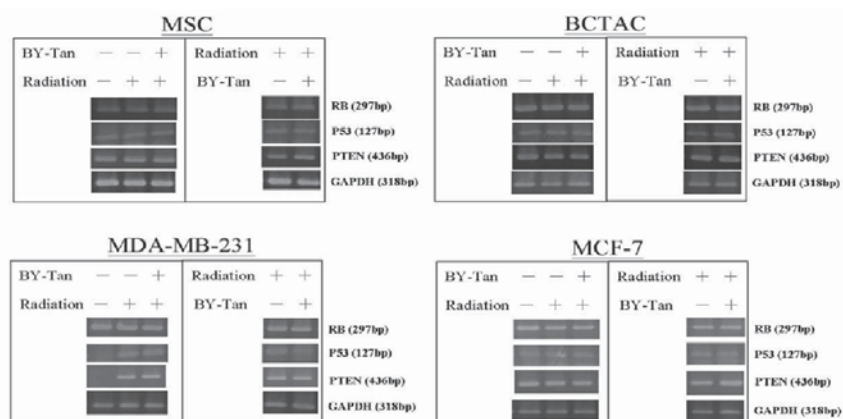 MSC
BY-Tan — — +
Radiation — + +
Radiation + +
BY-Tan — +
RB (297bp)
P53 (127bp)
PTEN (436bp)
GAPDH (318bp)
BCTAC
BY-Tan — — +
Radiation — + +
Radiation + +
BY-Tan — +
RB (297bp)
P53 (127bp)
PTEN (436bp)
GAPDH (318bp)
MDA-MB-231
BY-Tan — — +
Radiation — + +
Radiation + +
BY-Tan — +
RB (297bp)
P53 (127bp)
PTEN (436bp)
GAPDH (318bp)
MCF-7
BY-Tan — — +
Radiation — + +
Radiation + +
BY-Tan — +
RB (297bp)
P53 (127bp)
PTEN (436bp)
GAPDH (318bp)